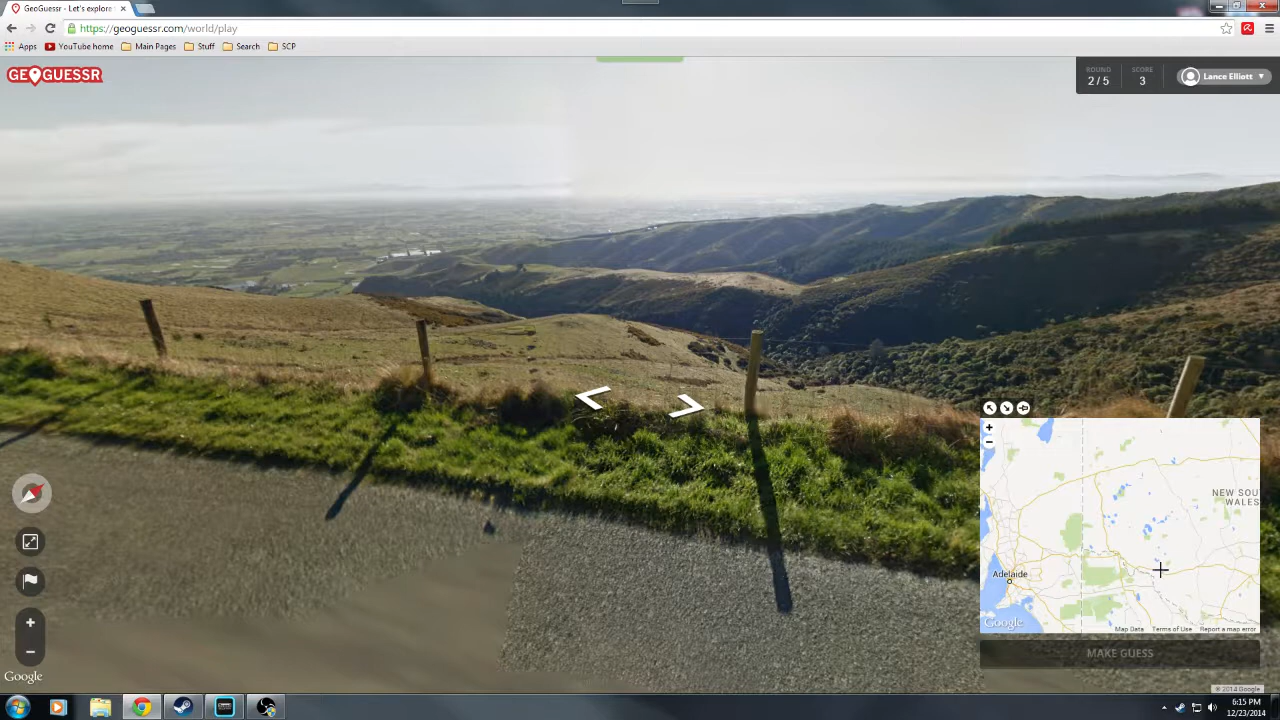 GeoGuessr - Let's explore
https://geoguessr.com/world/play
Apps
YouTube home
Main Pages
Stuff
Search
SCP
GEOGUESSR
ROUND
2 / 5
SCORE
3
Lance Elliott
NEW SOU
WALES
Adelaide
Google
Map Data
Terms of Use
Report a map error
MAKE GUESS
Google
© 2014 Google
6:15 PM
12/23/2014